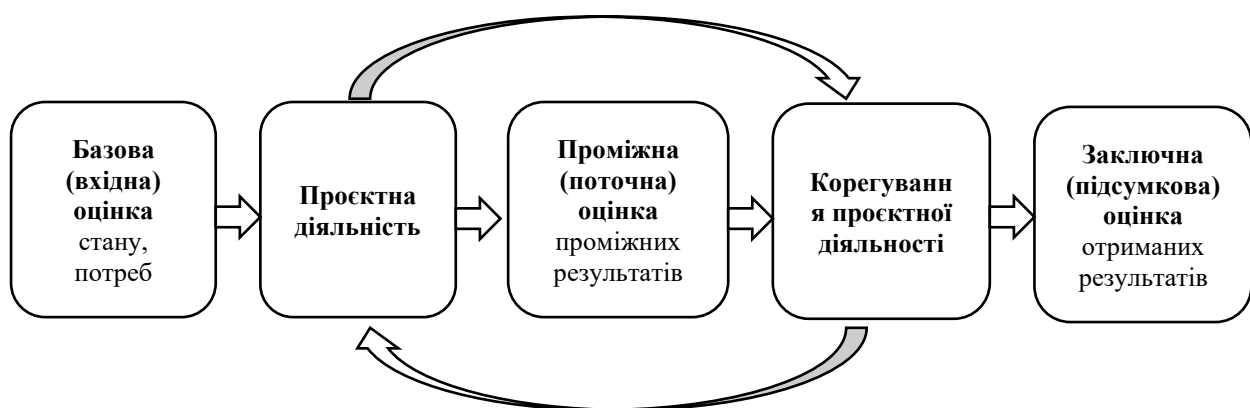 Базова
(вхідна)
оцінка
стану,
потреб
Проєктна
діяльність
Проміжна
(поточна)
оцінка
проміжних
результатів
Корегуванн
я проєктної
діяльності
Заключна
(підсумкова)
оцінка
отриманих
результатів